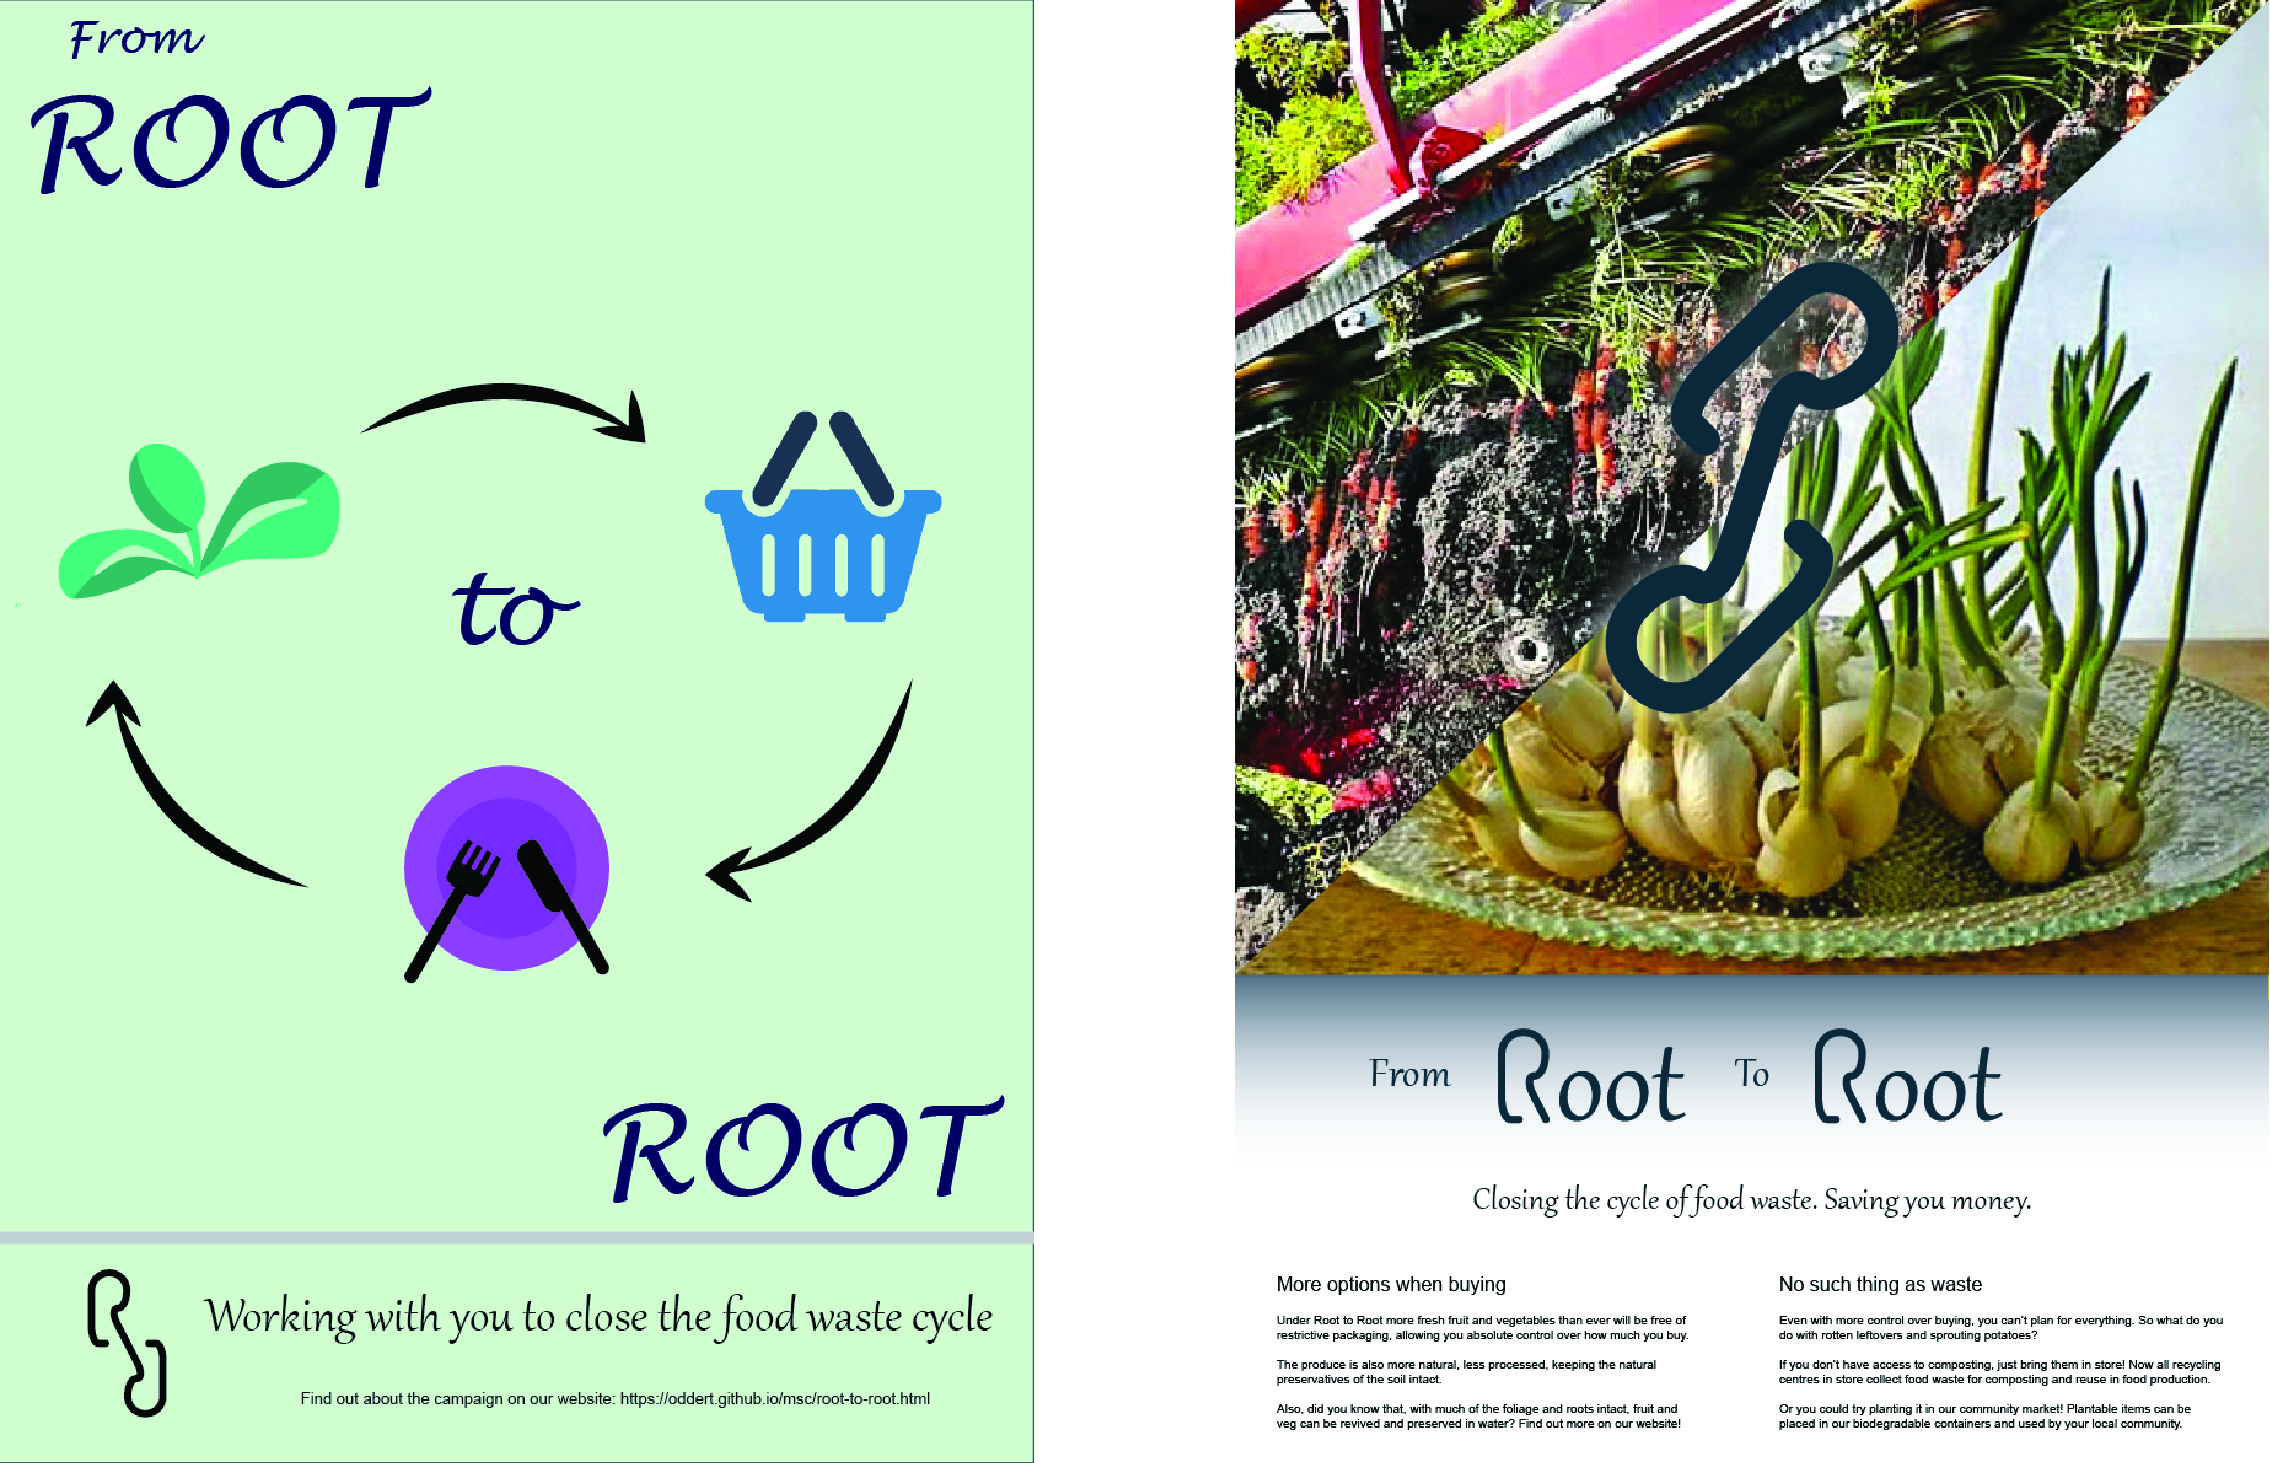 From
ROOT
to
ROOT
Working with you to close the food waste cycle
Find out about the campaign on our website: https://oddert.github.io/msc/root-to-root.html
From Root To Root
Closing the cycle of food waste. Saving you money.
More options when buying
Under Root to Root more fresh fruit and vegetables than ever will be free of
restrictive packaging, allowing you absolute control over how much you buy.
The produce is also more natural, less processed, keeping the natural
preservatives of the soil intact.
Also, did you know that, with much of the foliage and roots intact, fruit and
veg can be revived and preserved in water? Find out more on our website!
No such thing as waste
Even with more control over buying, you can't plan for everything. So what do you
do with rotten leftovers and sprouting potatoes?
If you don't have access to composting, just bring them in store! Now all recycling
centres in store collect food waste for composting and reuse in food production.
Or you could try planting it in our community market! Plantable items can be
placed in our biodegradable containers and used by your local community.